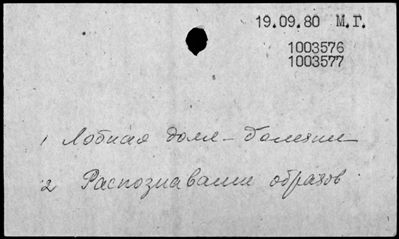 19.09.80 М.Г.
1003576
1003577
1 Лобная доля – болезни
2 Распознавание образов